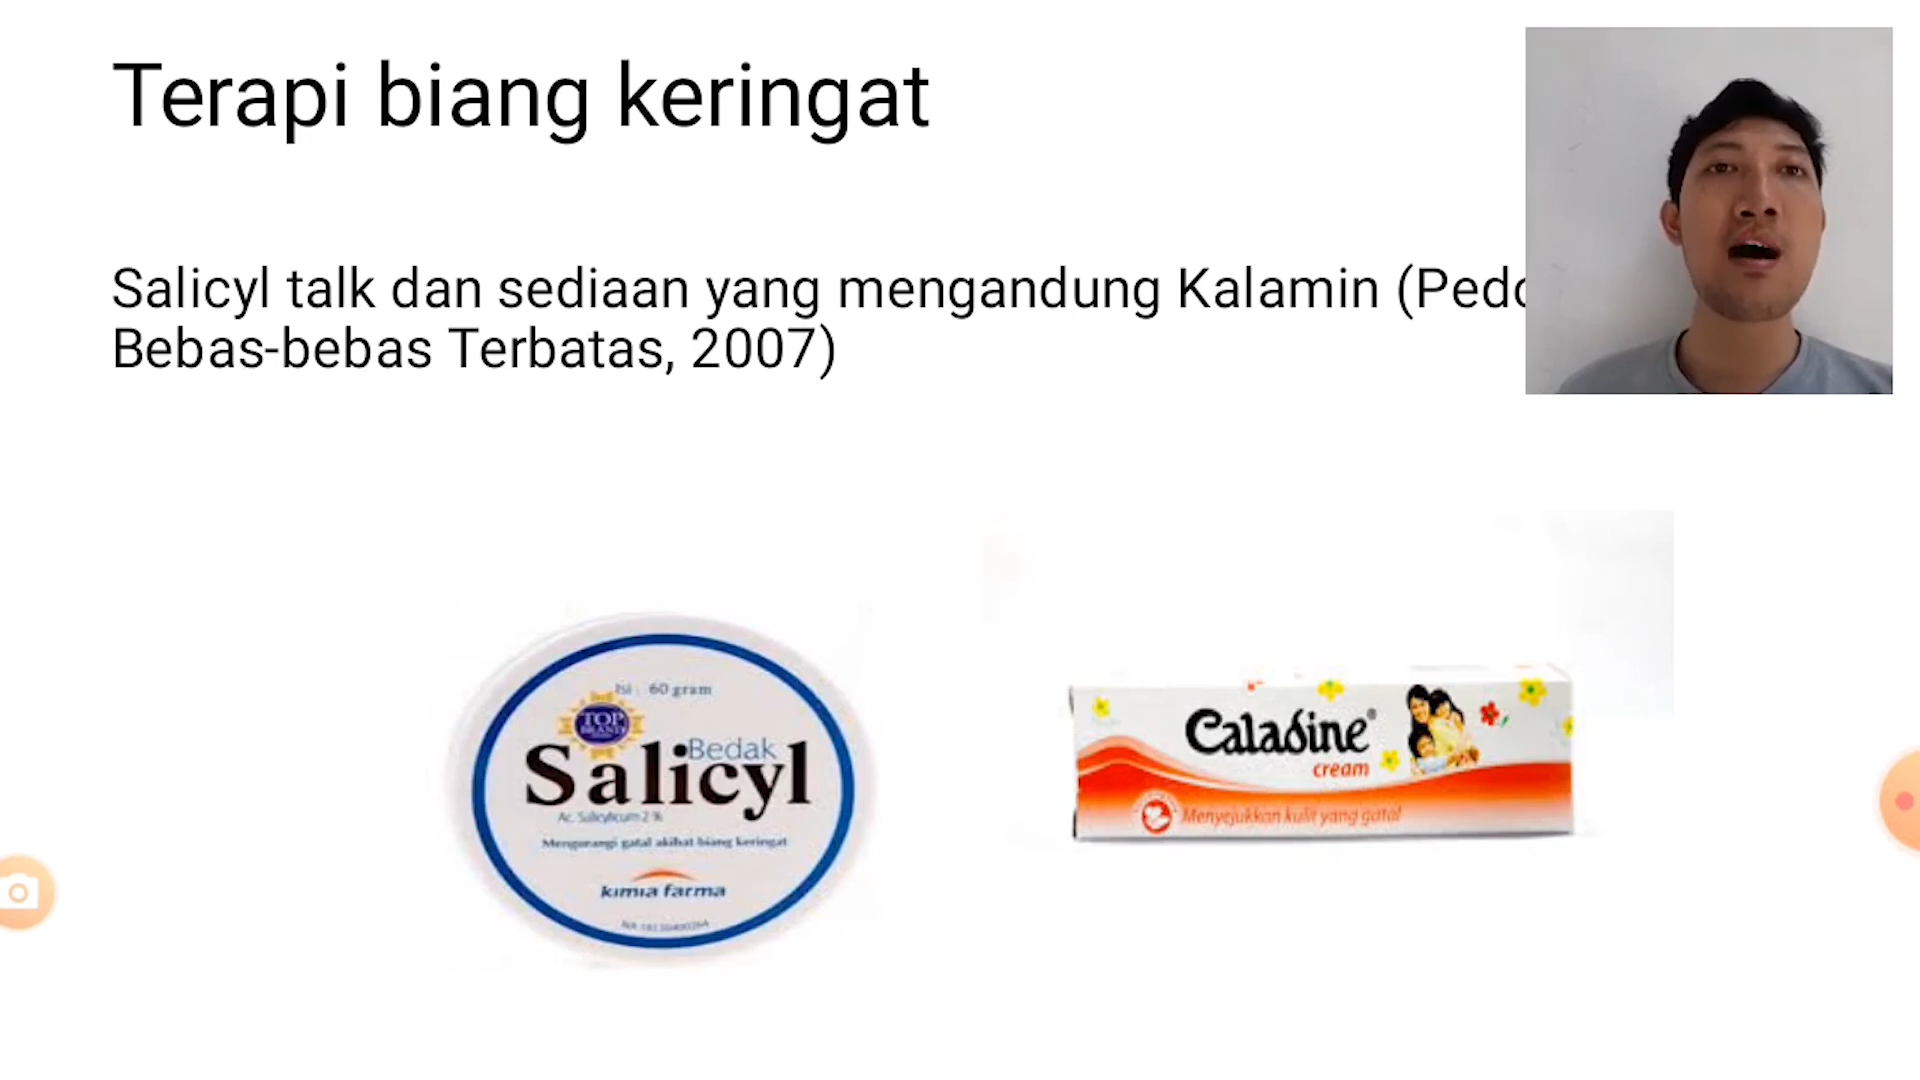 Terapi biang keringat
Salicyl talk dan sediaan yang mengandung Kalamin (Pedo
Bebas-bebas Terbatas, 2007)
Isi : 60 gram
TOP
BRAND
Bedak
Salicyl
Ac. Salicylicum 2 %
Mengurangi gatal akibat biang keringat
kimia farma
Caladine®
cream
Menyejukkan kulit yang gatal